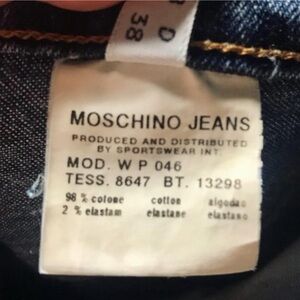 D
38
MOSCHINO JEANS
PRODUCED AND DISTRIBUTED
BY SPORTSWEAR INT.
MOD. W P 046
TESS. 8647 BT. 13298
98 % cotone cotton algodao
2 % elastam elastane elastano